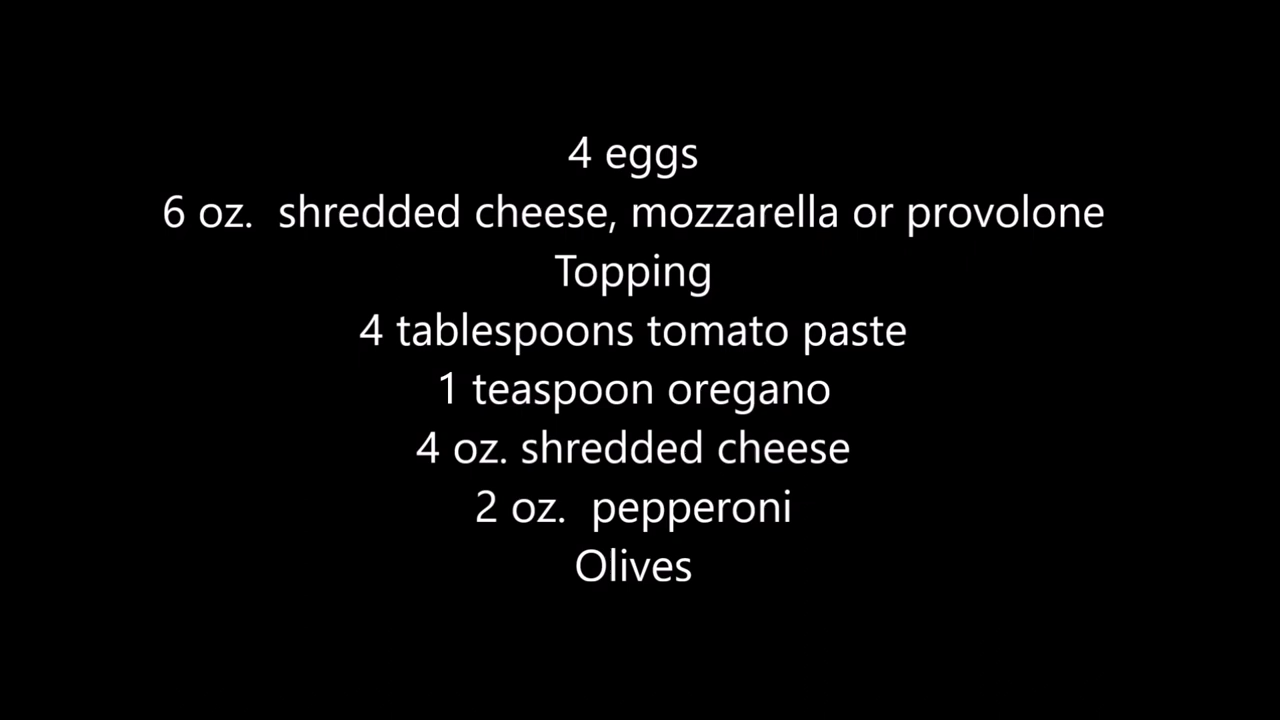 4 eggs
6 oz.  shredded cheese, mozzarella or provolone
Topping
4 tablespoons tomato paste
1 teaspoon oregano
4 oz. shredded cheese
2 oz.  pepperoni
Olives